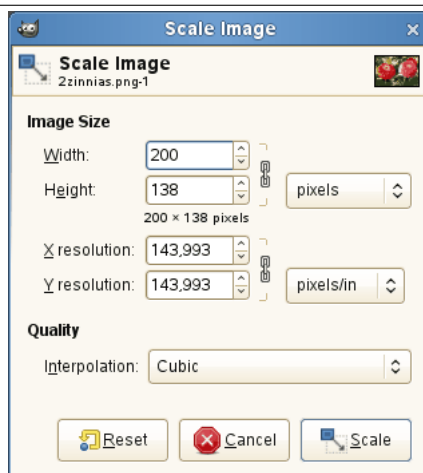 Scale Image
Scale Image
2zinnias.png-1
Image Size
Width: 200
Height: 138 pixels
200 × 138 pixels
X resolution: 143,993
Y resolution: 143,993 pixels/in
Quality
Interpolation: Cubic
Reset Cancel Scale